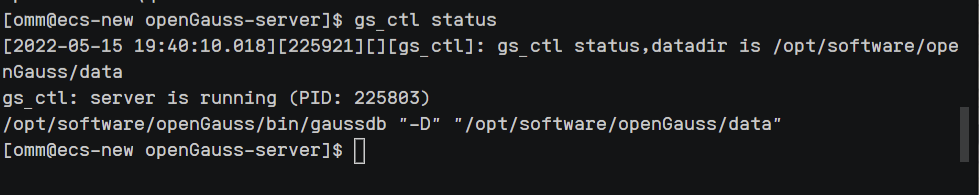 [omm@ecs-new openGauss-server]$ gs_ctl status
[2022-05-15 19:40:10.018][225921][][gs_ctl]: gs_ctl status,datadir is /opt/software/ope
nGauss/data
gs_ctl: server is running (PID: 225803)
/opt/software/openGauss/bin/gaussdb "-D" "/opt/software/openGauss/data"
[omm@ecs-new openGauss-server]$